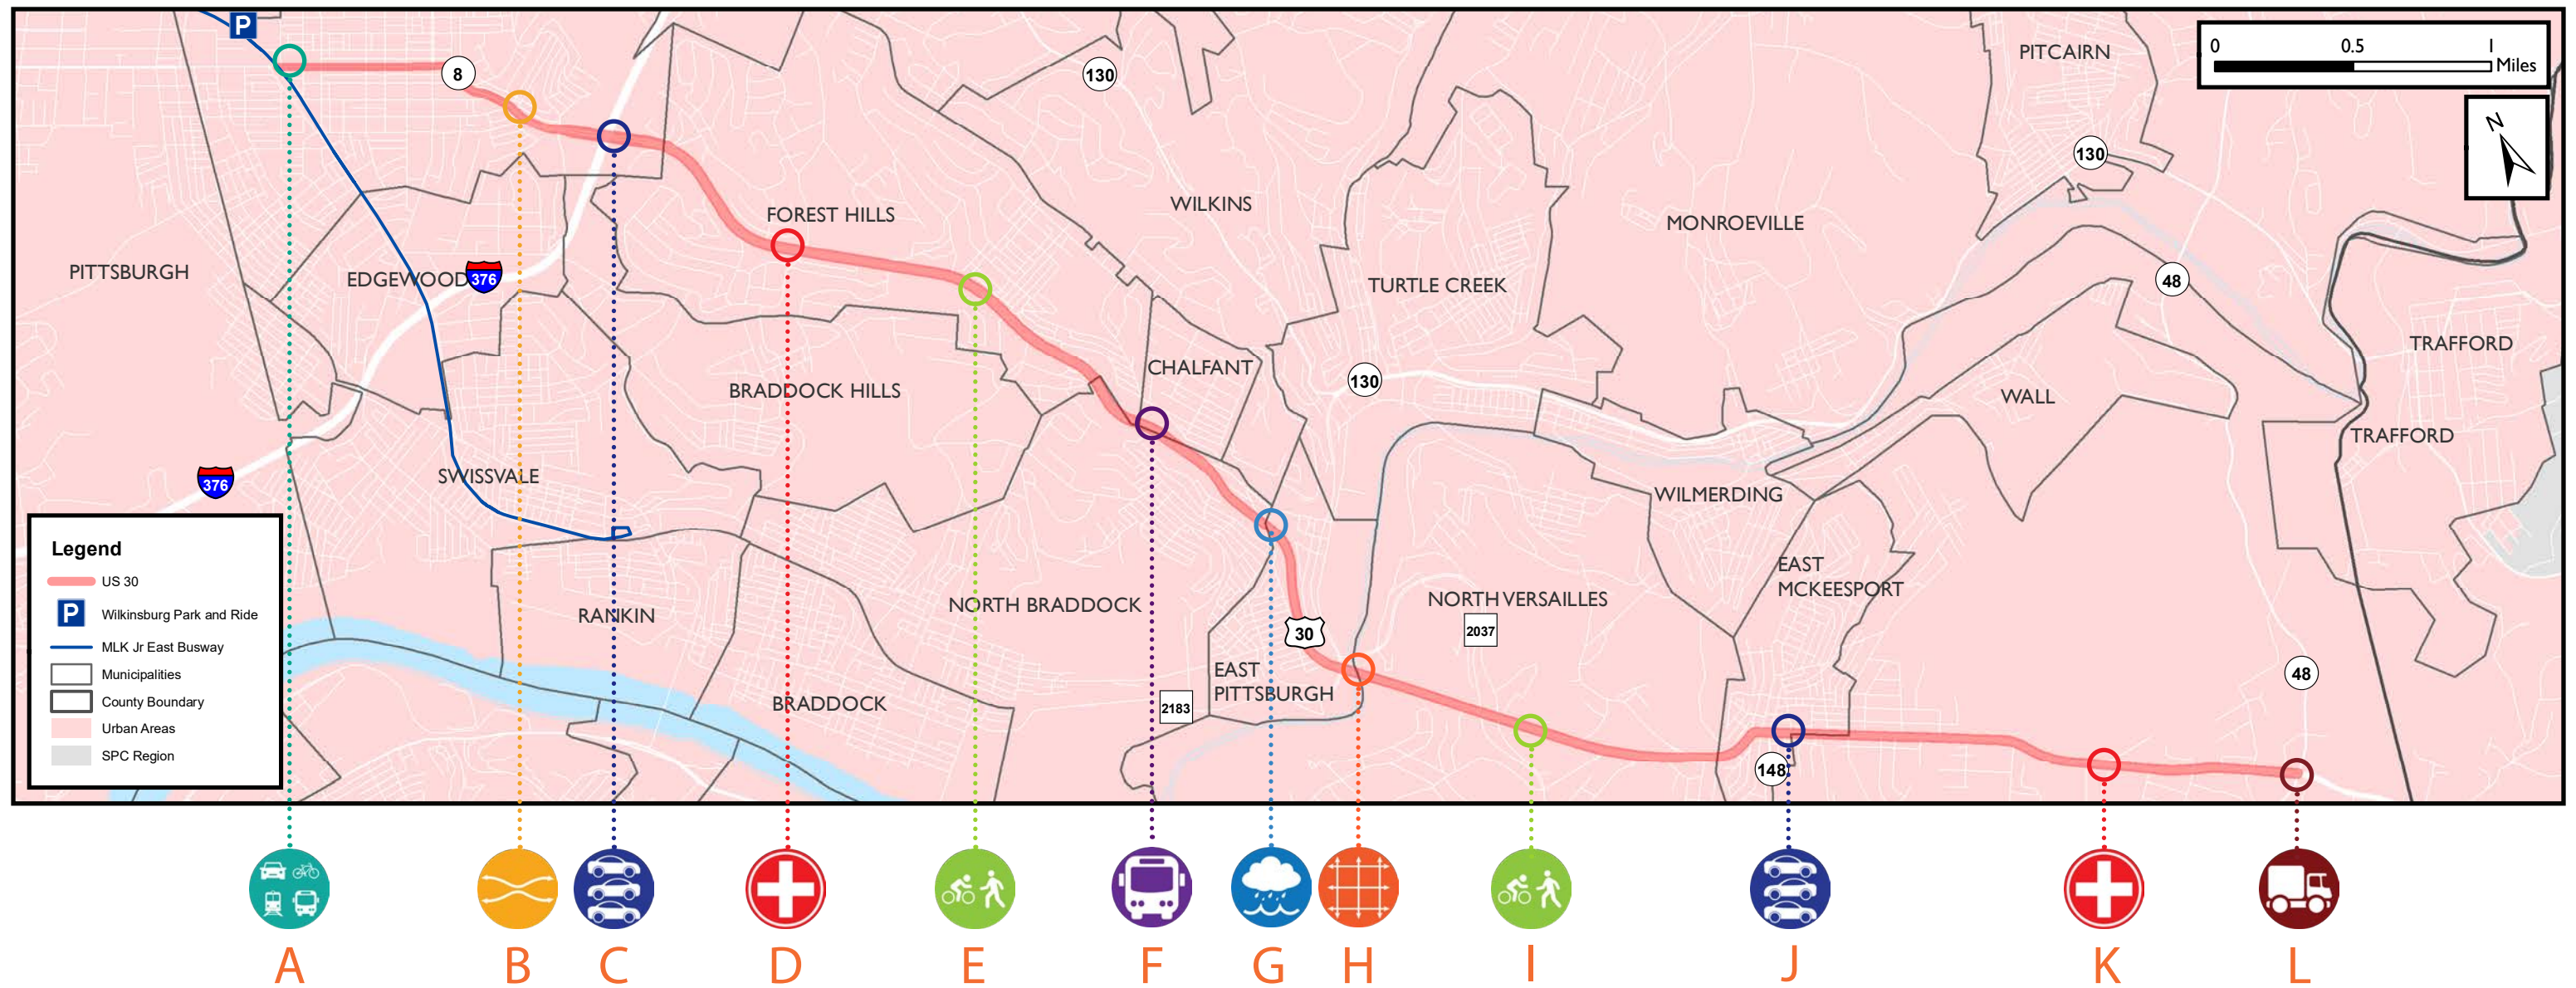 P
8
130
PITCAIRN
0 0.5 1
Miles
N
130
WILKINS
FOREST HILLS
MONROEVILLE
PITTSBURGH
EDGEWOOD
376
TURTLE CREEK
48
TRAFFORD
CHALFANT
130
BRADDOCK HILLS
WALL
TRAFFORD
SWISSVALE
376
WILMERDING
Legend
US 30
P
Wilkinsburg Park and Ride
MLK Jr East Busway
Municipalities
County Boundary
Urban Areas
SPC Region
EAST
MCKEESPORT
RANKIN
NORTH BRADDOCK
NORTH VERSAILLES
2037
30
EAST
PITTSBURGH
48
BRADDOCK
2183
148
A B C D E F G H I J K L